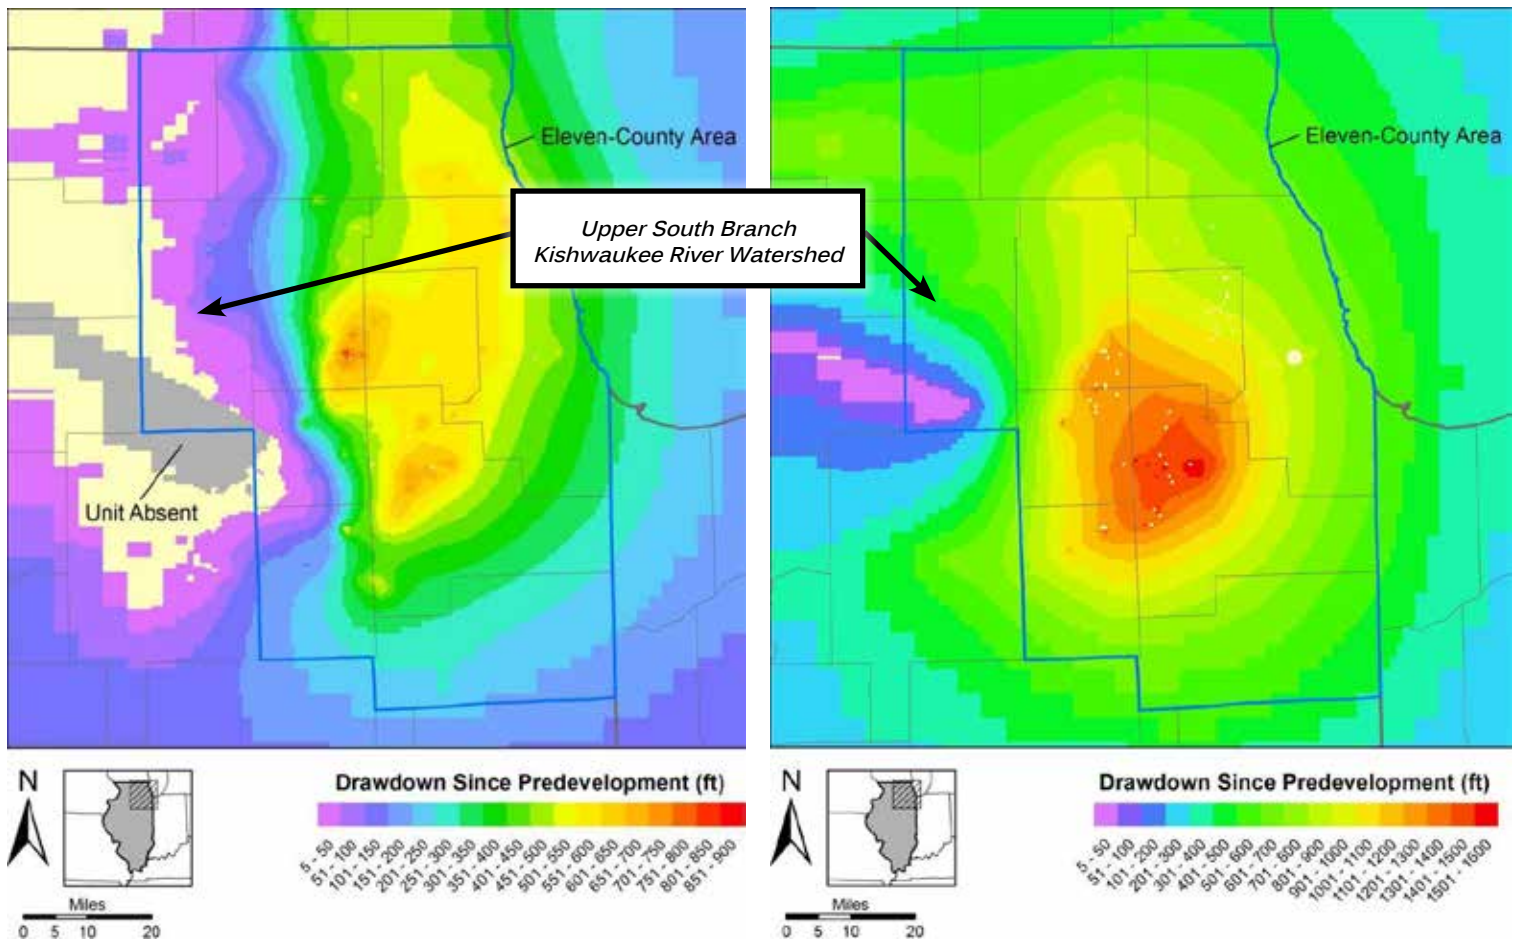 Eleven-County Area
Upper South Branch
Kishwaukee River Watershed
Unit Absent
N
Drawdown Since Predevelopment (ft)
5 - 50
51 - 100
101 - 150
151 - 200
201 - 250
251 - 300
301 - 350
351 - 400
401 - 450
451 - 500
501 - 550
551 - 600
601 - 650
651 - 700
701 - 750
751 - 800
801 - 850
851 - 900
Miles
0 5 10 20
Eleven-County Area
N
Drawdown Since Predevelopment (ft)
5 - 50
51 - 100
101 - 200
201 - 300
301 - 400
401 - 500
501 - 600
601 - 700
701 - 800
801 - 900
901 - 1000
1001 - 1100
1101 - 1200
1201 - 1300
1301 - 1400
1401 - 1500
1501 - 1600
Miles
0 5 10 20